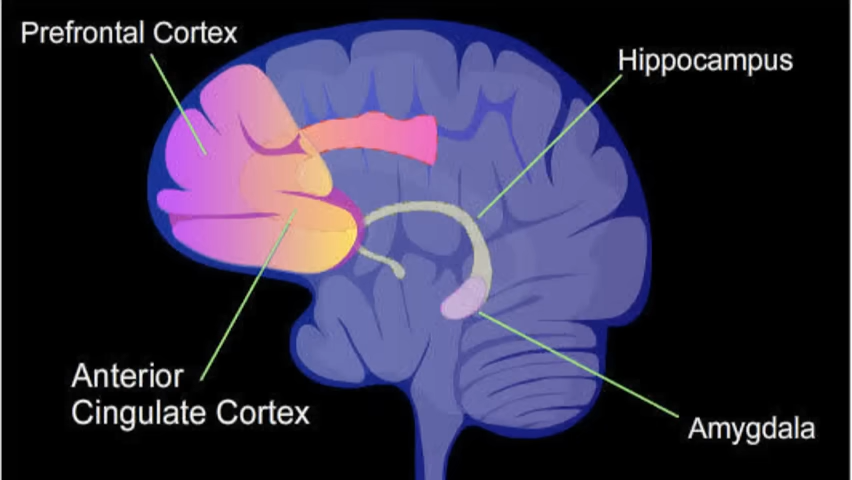 Prefrontal Cortex
Hippocampus
Anterior
Cingulate Cortex
Amygdala